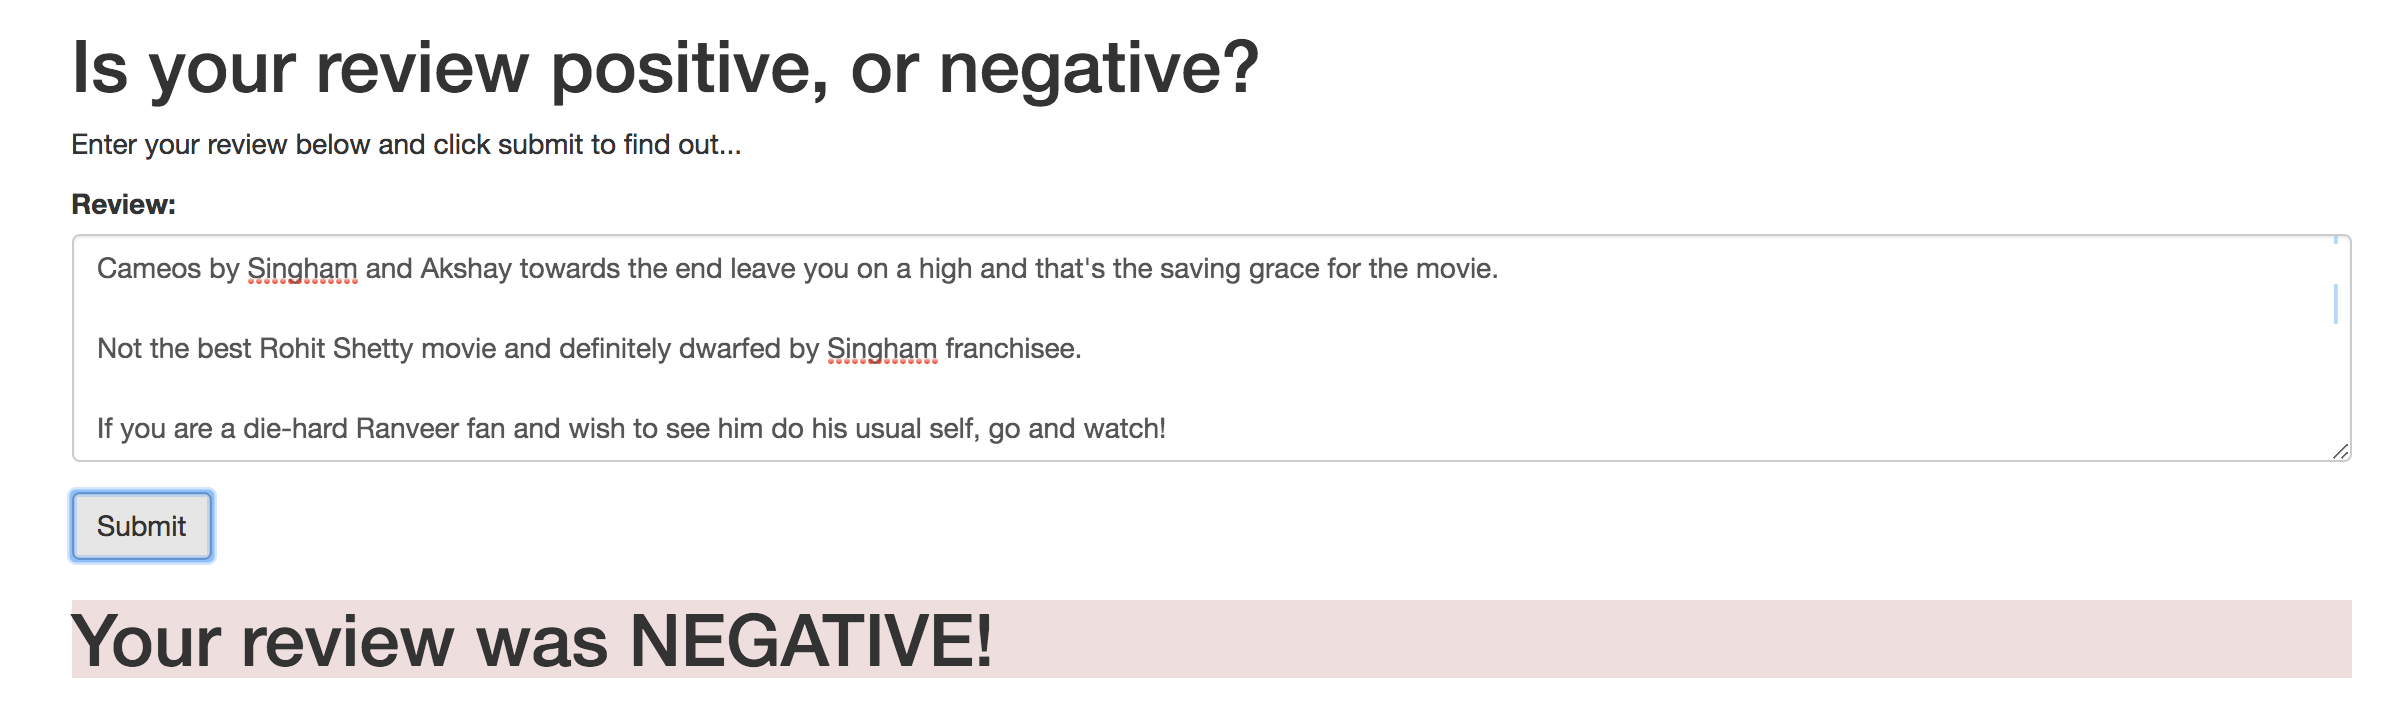 Is your review positive, or negative?
Enter your review below and click submit to find out...
Review:
Cameos by Singham and Akshay towards the end leave you on a high and that's the saving grace for the movie.
Not the best Rohit Shetty movie and definitely dwarfed by Singham franchisee.
If you are a die-hard Ranveer fan and wish to see him do his usual self, go and watch!
Submit
Your review was NEGATIVE!